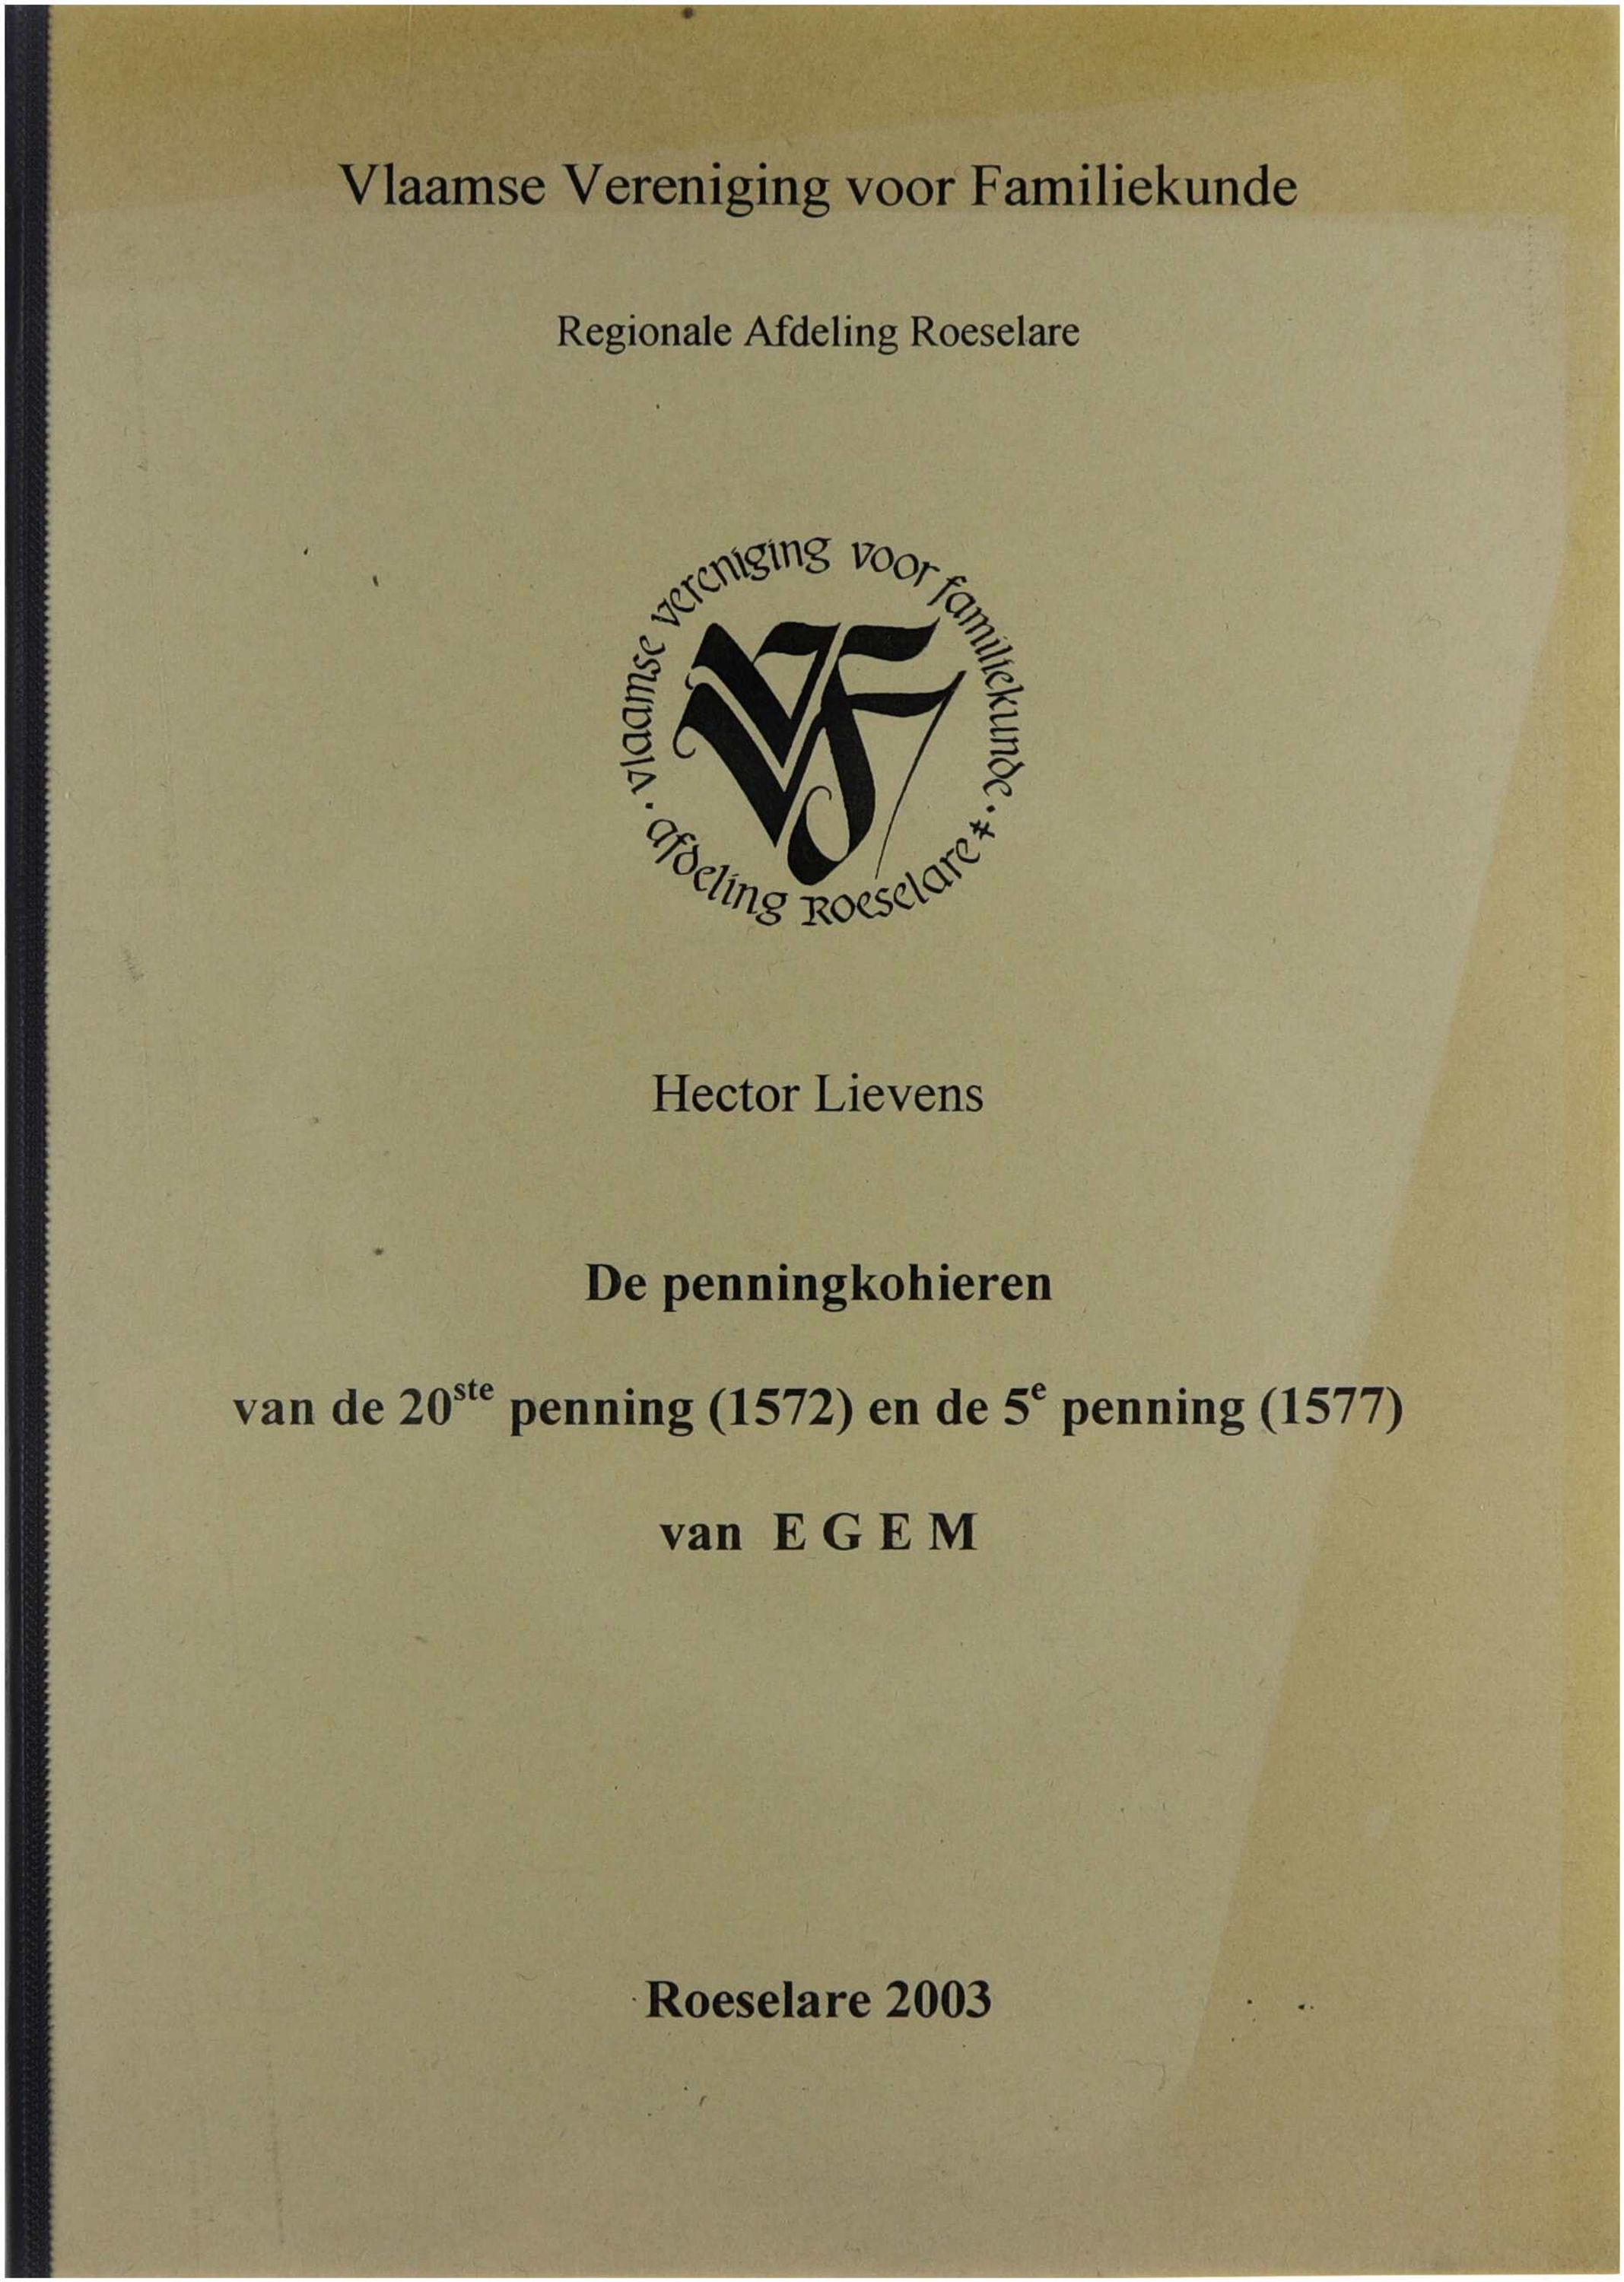 Vlaamse Vereniging voor Familiekunde
Regionale Afdeling Roeselare
vlaamse vereniging voor familiekunde
VVF
afdeling Roeselare
Hector Lievens
De penningkohieren
van de 20ste penning (1572) en de 5e penning (1577)
van E G E M
Roeselare 2003